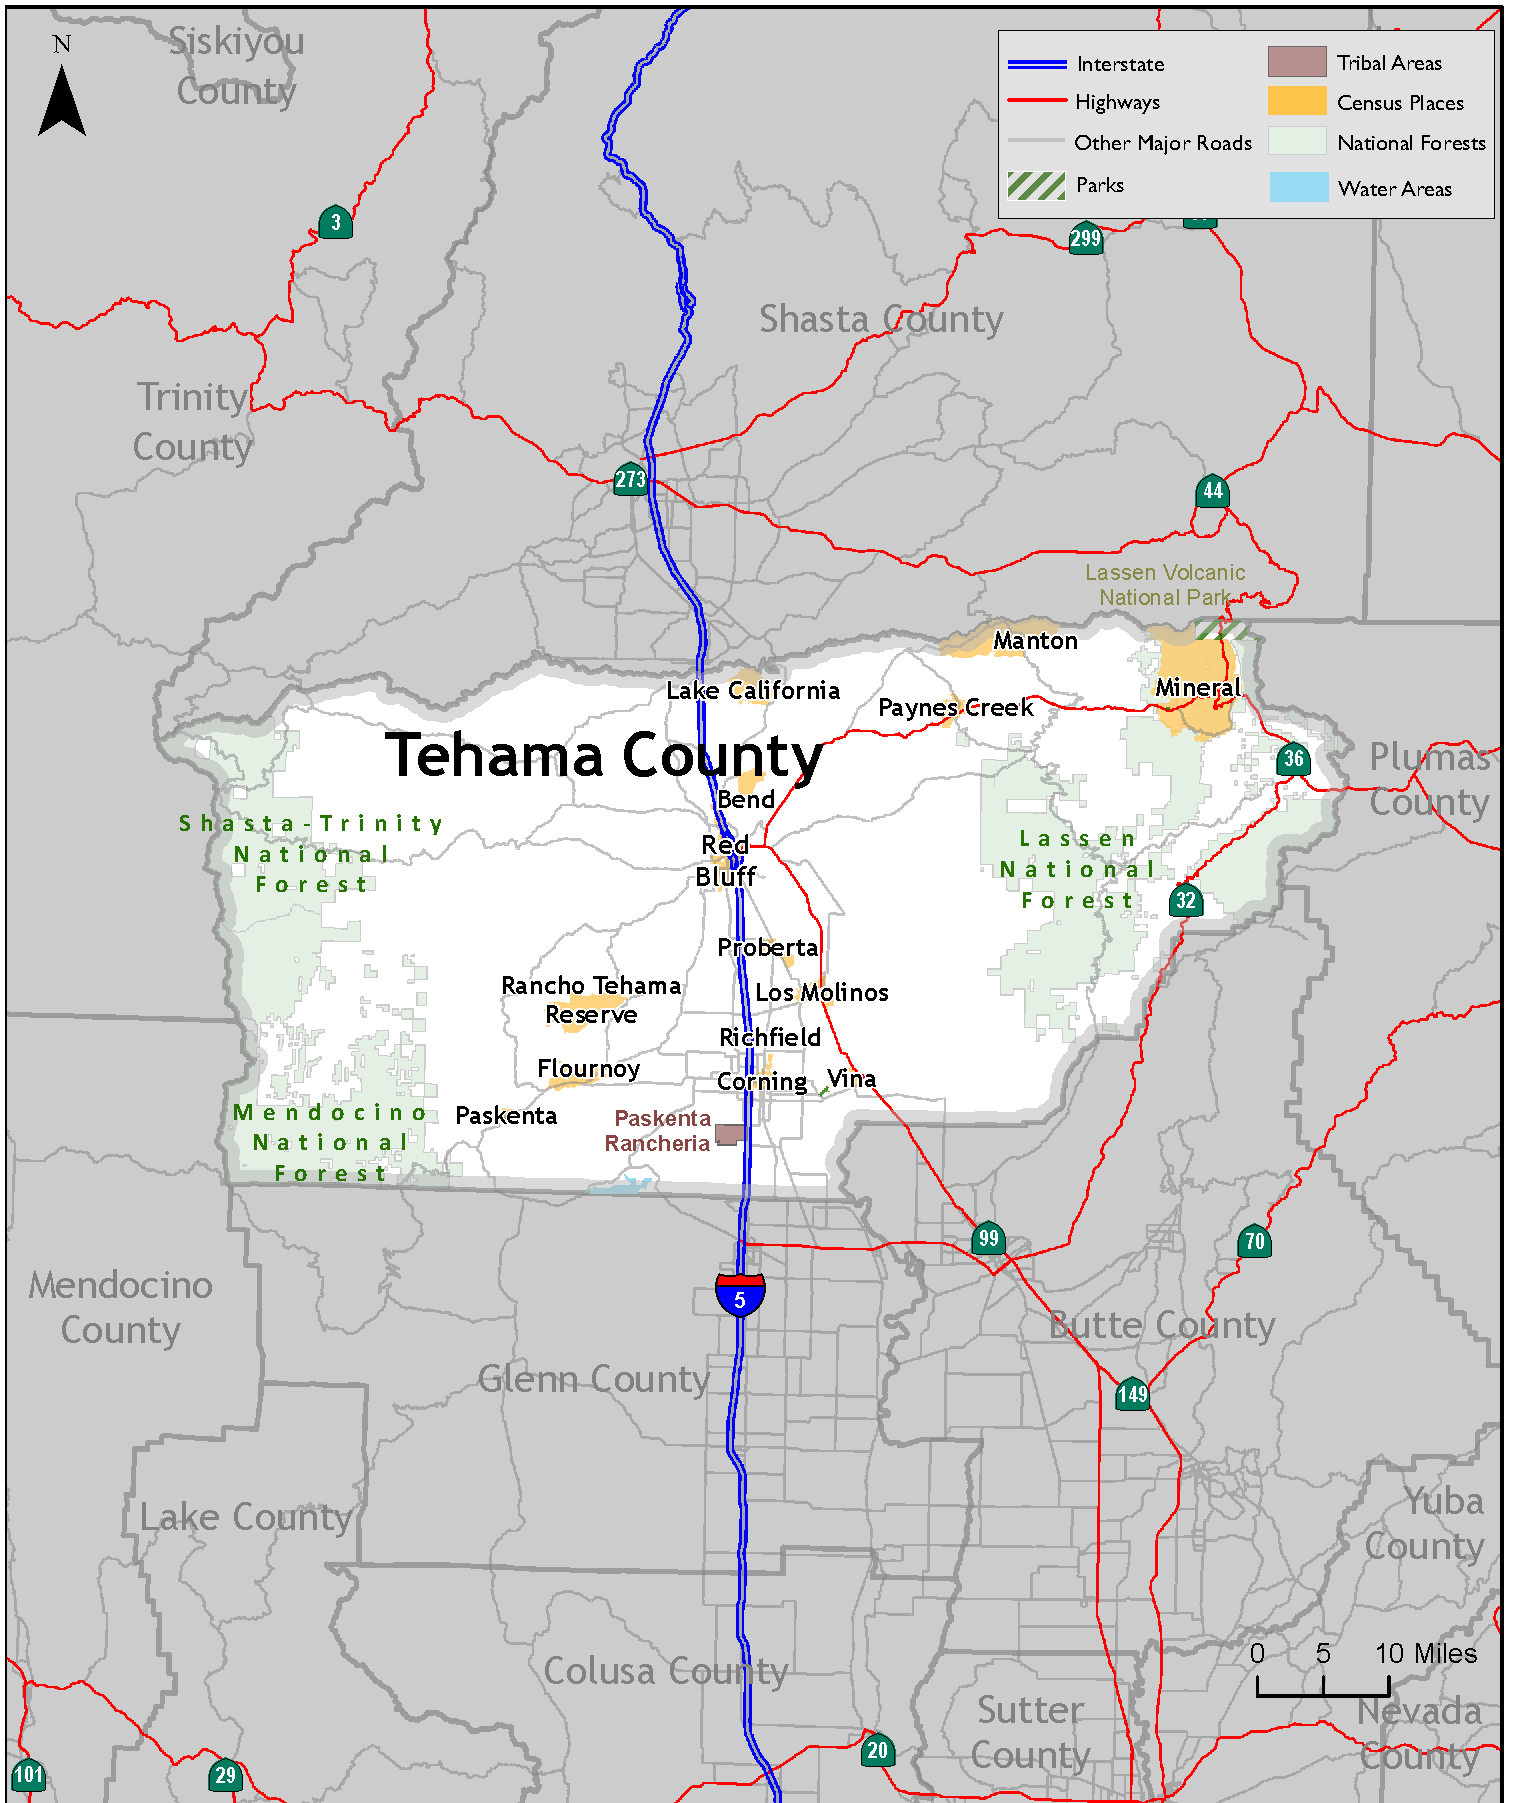 Siskiyou
County
N
Interstate
Highways
Other Major Roads
Parks
Tribal Areas
Census Places
National Forests
Water Areas
3
299
Shasta County
Trinity
County
273
44
Lassen Volcanic
National Park
Manton
Lake California
Mineral
Paynes Creek
Tehama County
36
Plumas
County
Bend
Shasta-Trinity
National
Forest
Red
Bluff
Lassen
National
Forest
32
Proberta
Rancho Tehama
Reserve
Los Molinos
Richfield
Flournoy
Corning
Vina
Mendocino
National
Forest
Paskenta
Paskenta
Rancheria
99
70
Mendocino
County
5
Butte County
Glenn County
149
Lake County
Yuba
County
0 5 10 Miles
Colusa County
Sutter
County
Nevada
County
20
101
29